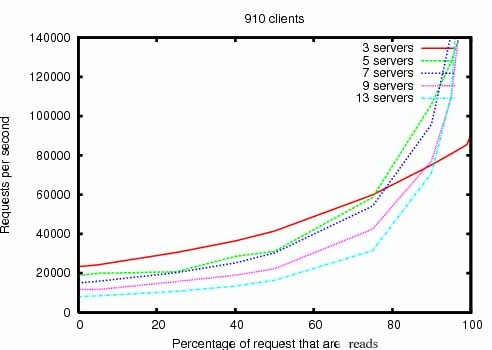 910 clients
140000
120000
100000
80000
60000
40000
20000
0
Requests per second
3 servers
5 servers
7 servers
9 servers
13 servers
0 20 40 60 80 100
Percentage of request that are reads